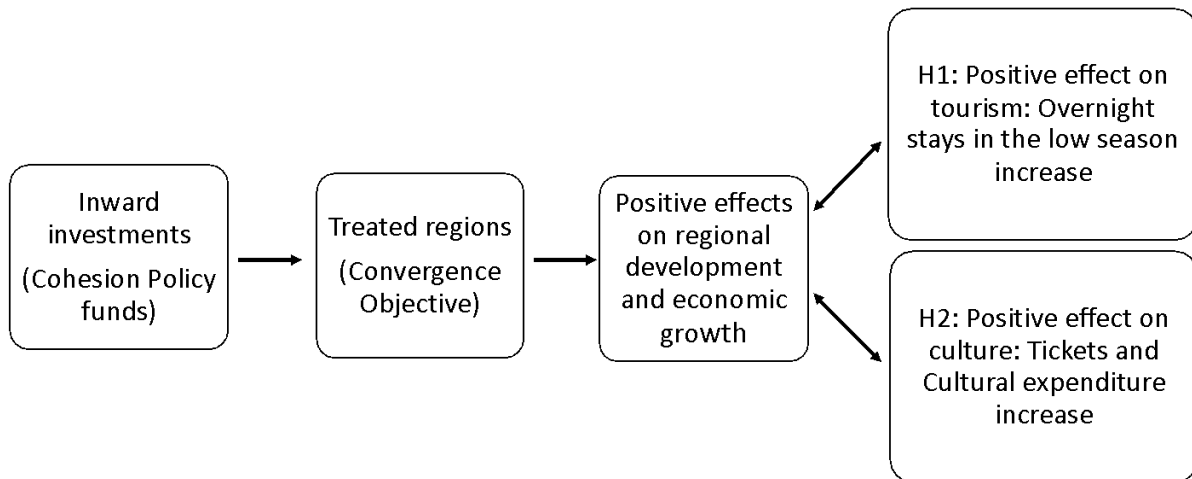 Inward
investments
(Cohesion Policy
funds)
Treated regions
(Convergence
Objective)
Positive effects
on regional
development
and economic
growth
H1: Positive effect on
tourism: Overnight
stays in the low season
increase
H2: Positive effect on
culture: Tickets and
Cultural expenditure
increase